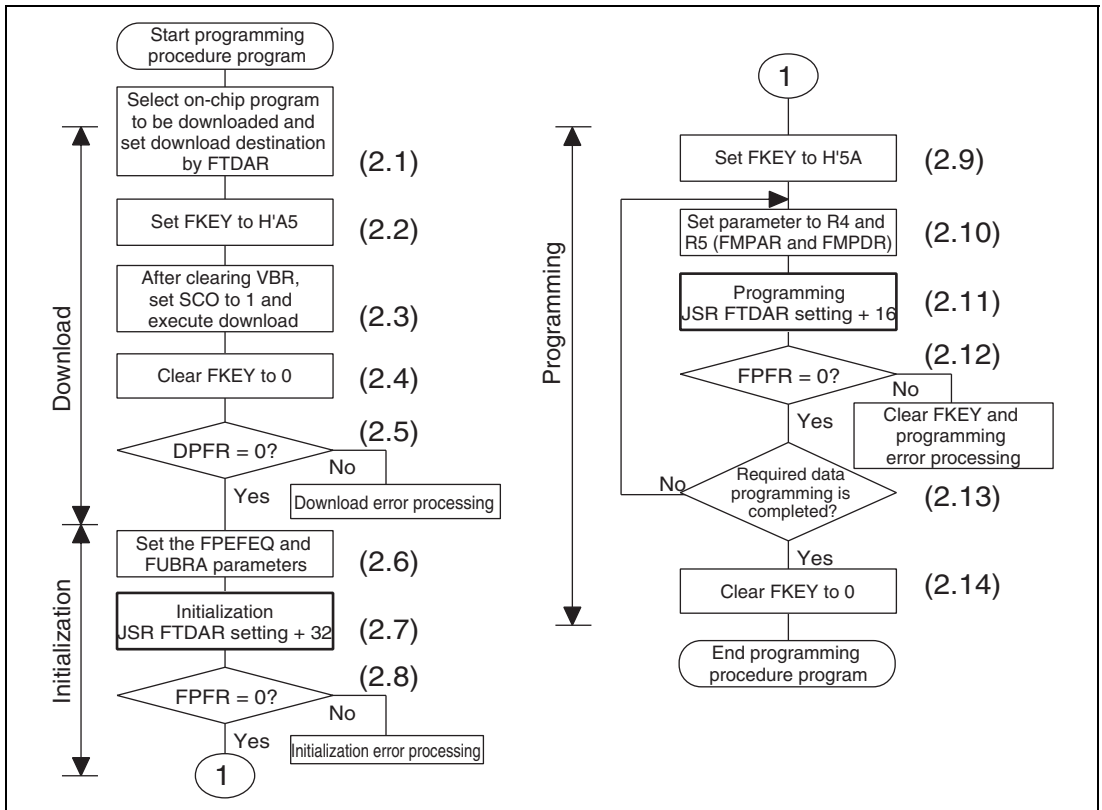 Start programming
procedure program
Select on-chip program
to be downloaded and
set download destination
by FTDAR
(2.1)
Set FKEY to H'A5
(2.2)
After clearing VBR,
set SCO to 1 and
execute download
(2.3)
Clear FKEY to 0
(2.4)
DPFR = 0?
(2.5)
No
Yes
Download error processing
Download
Set the FPEFEQ and
FUBRA parameters
(2.6)
Initialization
JSR FTDAR setting + 32
(2.7)
FPFR = 0?
(2.8)
No
Yes
Initialization error processing
Initialization
1
1
Set FKEY to H'5A
(2.9)
Set parameter to R4 and
R5 (FMPAR and FMPDR)
(2.10)
Programming
JSR FTDAR setting + 16
(2.11)
FPFR = 0?
(2.12)
No
Yes
Clear FKEY and
programming
error processing
Required data
programming is
completed?
(2.13)
No
Yes
Clear FKEY to 0
(2.14)
Programming
End programming
procedure program